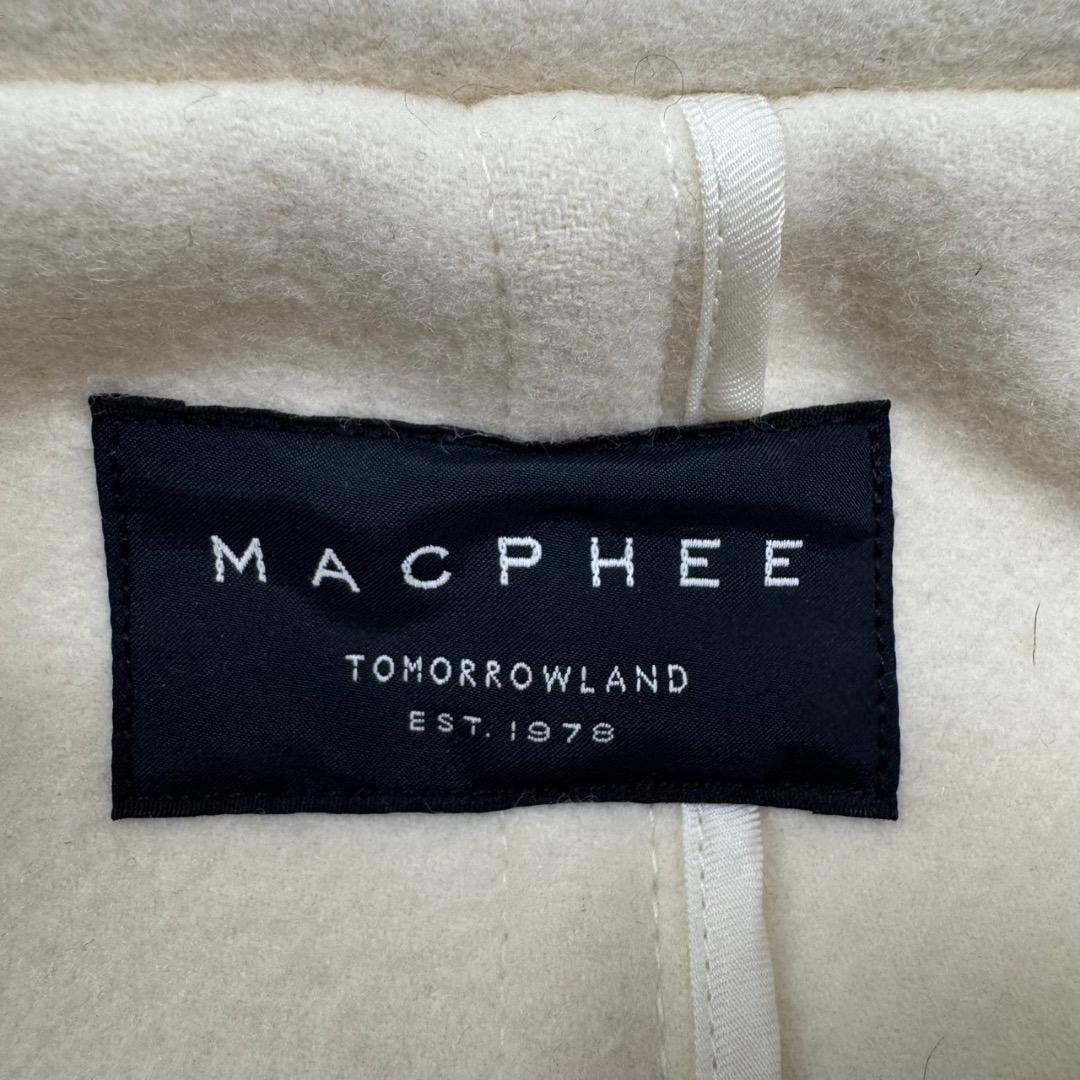 MACPHEE
TOMORROWLAND
EST. 1978